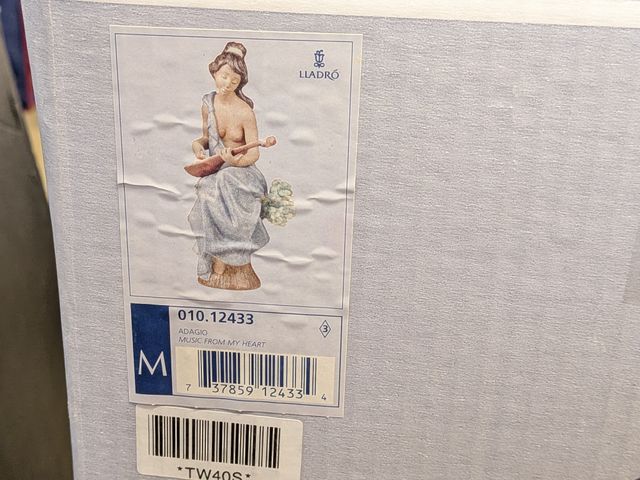 LLADRÓ
010.12433
3
ADAGIO
MUSIC FROM MY HEART
M
7 37859 12433 4
*TW40S*